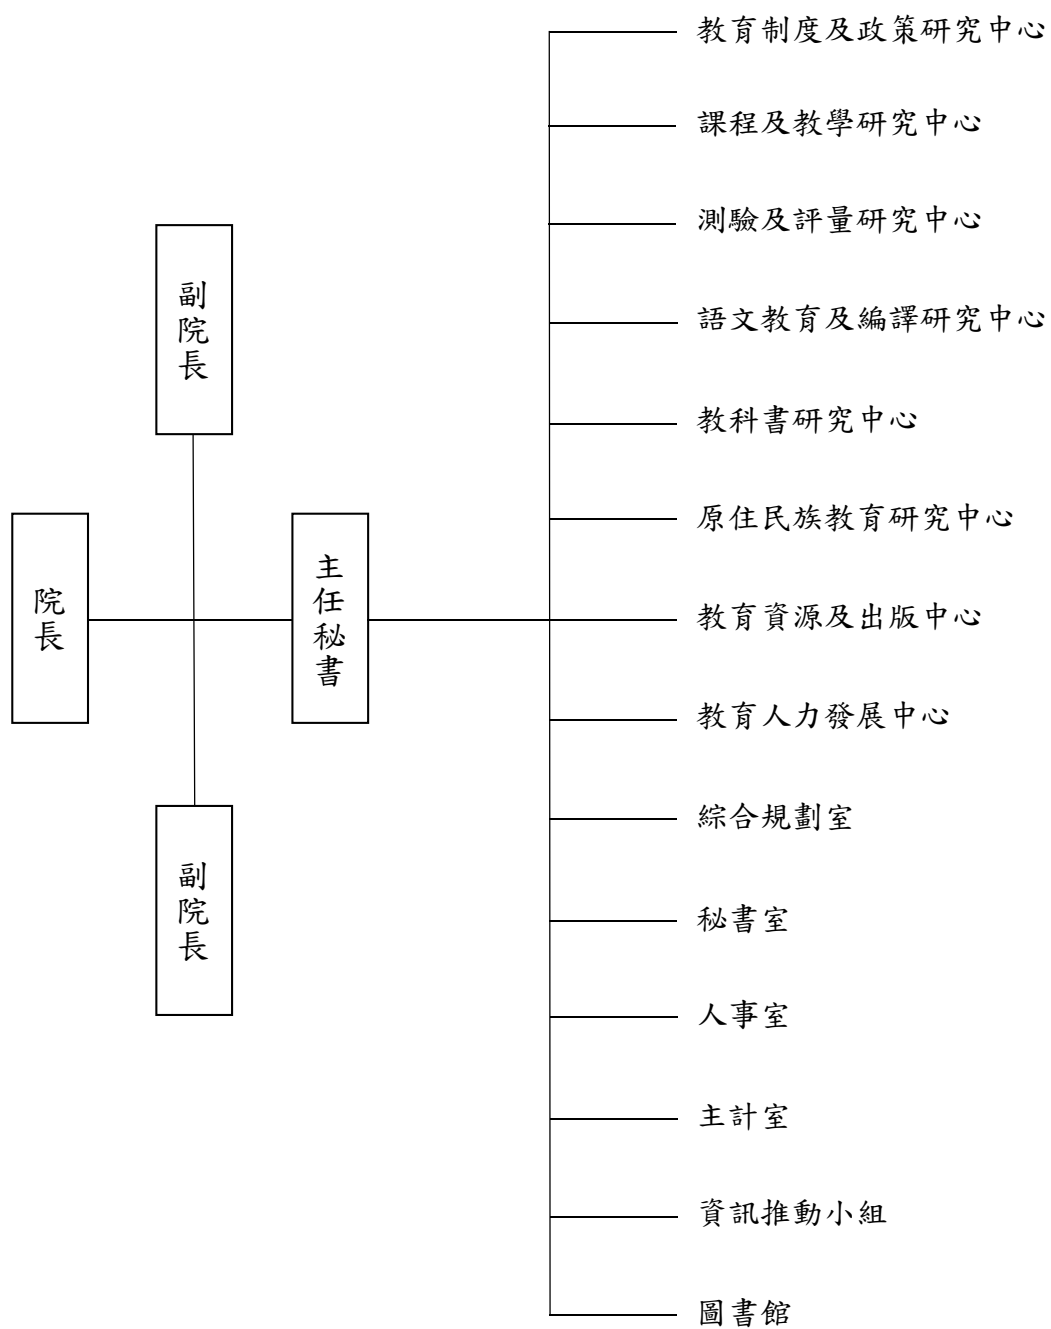 院長
副院長
副院長
主任秘書
教育制度及政策研究中心
課程及教學研究中心
測驗及評量研究中心
語文教育及編譯研究中心
教科書研究中心
原住民族教育研究中心
教育資源及出版中心
教育人力發展中心
綜合規劃室
秘書室
人事室
主計室
資訊推動小組
圖書館